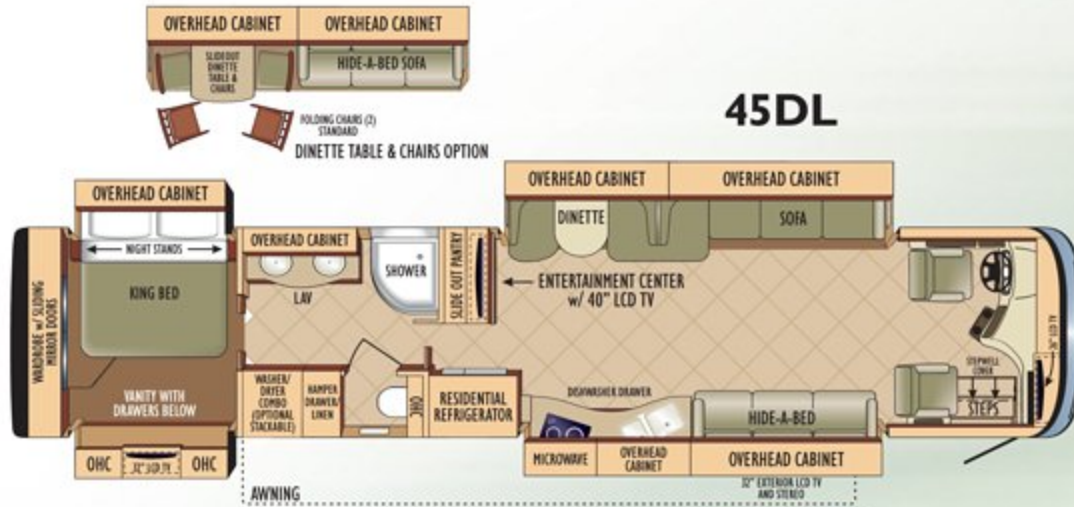 OVERHEAD CABINET
OVERHEAD CABINET
SLIDEOUT
DINETTE
TABLE &
CHAIRS
HIDE-A-BED SOFA
FOLDING CHAIRS (2)
STANDARD
DINETTE TABLE & CHAIRS OPTION
45DL
OVERHEAD CABINET
OVERHEAD CABINET
OVERHEAD CABINET
DINETTE
SOFA
NIGHT STANDS
OVERHEAD CABINET
KING BED
LAV
SHOWER
SLIDE OUT PANTRY
ENTERTAINMENT CENTER
w/ 40" LCD TV
WARDROBE w/ SLIDING
MIRROR DOORS
VANITY WITH
DRAWERS BELOW
WASHER/
DRYER
COMBO
(OPTIONAL
STACKABLE)
HAMPER
DRAWER/
LINEN
OHC
RESIDENTIAL
REFRIGERATOR
DISHWASHER DRAWER
HIDE-A-BED
STEPWELL
COVER
STEPS
OHC
32" LCD TV
OHC
MICROWAVE
OVERHEAD
CABINET
OVERHEAD CABINET
32" EXTERIOR LCD TV
AND STEREO
AWNING